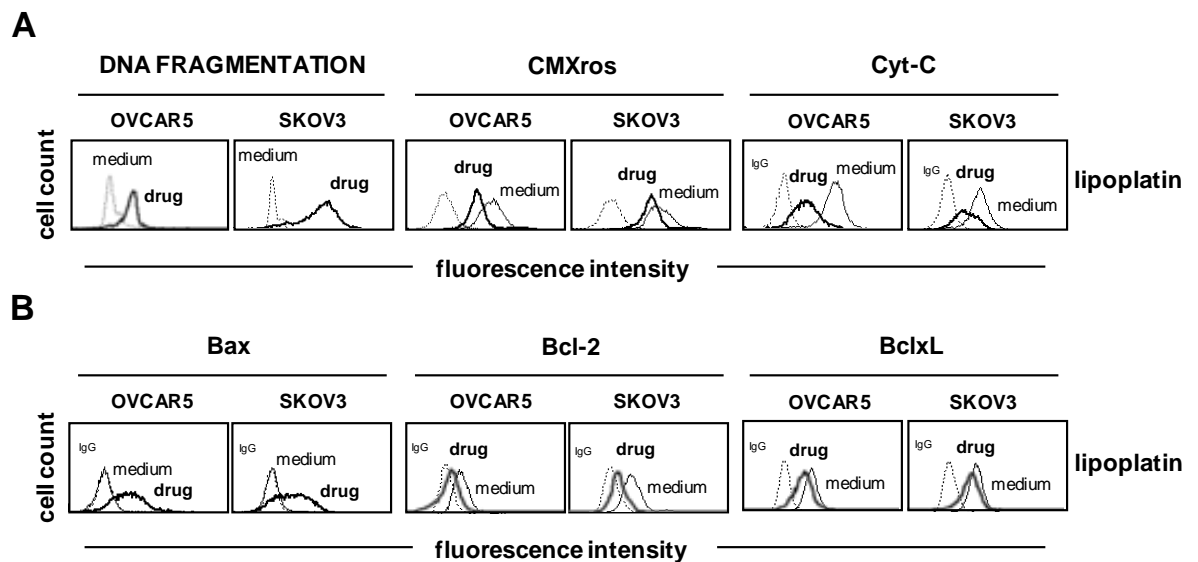 A
DNA FRAGMENTATION CMXros Cyt-C
OVCAR5 SKOV3 OVCAR5 SKOV3 OVCAR5 SKOV3
cell count
medium drug
medium drug
drug medium
drug medium
IgG drug medium
IgG drug medium
lipoplatin
fluorescence intensity
B
Bax Bcl-2 BclxL
OVCAR5 SKOV3 OVCAR5 SKOV3 OVCAR5 SKOV3
cell count
IgG medium drug
IgG medium drug
IgG drug medium
IgG drug medium
IgG drug medium
IgG drug medium
lipoplatin
fluorescence intensity